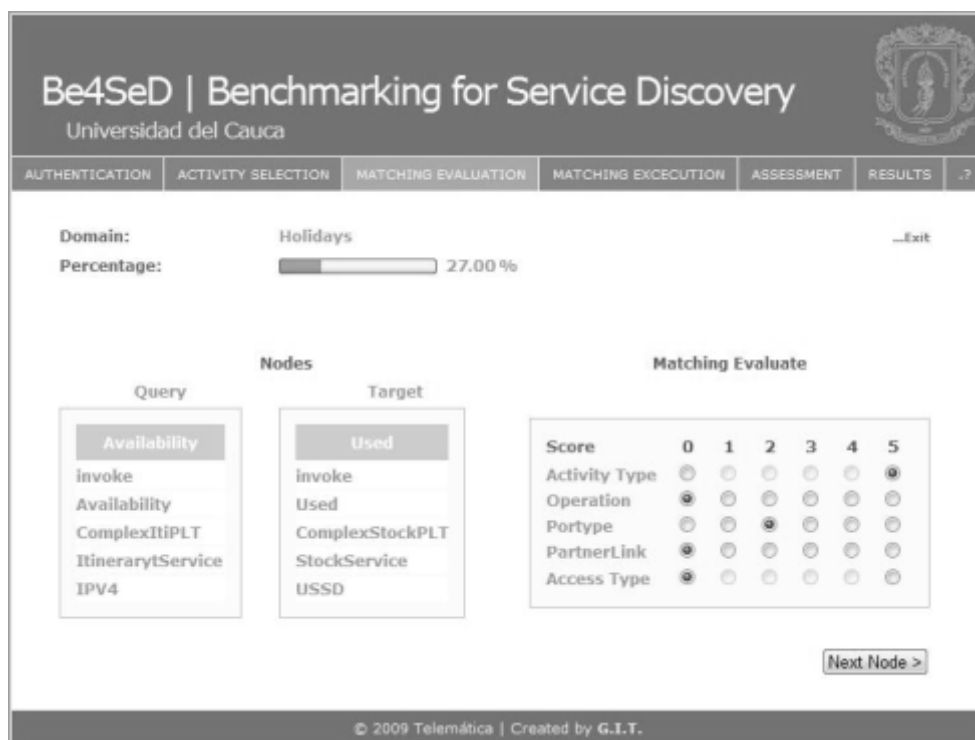 Be4SeD | Benchmarking for Service Discovery
Universidad del Cauca
AUTHENTICATION ACTIVITY SELECTION MATCHING EVALUATION MATCHING EXCECUTION ASSESSMENT RESULTS .?
Domain: Holidays ...Exit
Percentage: 27.00 %
Nodes Matching Evaluate
Query Target
Availability Used
Score 0 1 2 3 4 5
invoke invoke Activity Type
Availability Used Operation
ComplexItiPLT ComplexStockPLT Portype
ItinerarytService StockService PartnerLink
IPV4 USSD Access Type
Next Node >
© 2009 Telemática | Created by G.I.T.